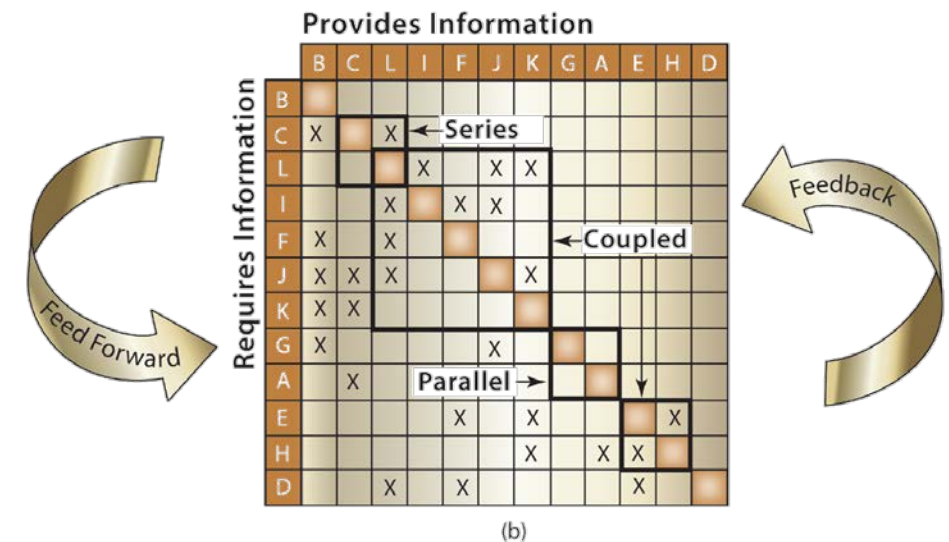 Provides Information
B C L I F J K G A E H D
Requires Information
B
C X X Series
L X X X
I X X X
F X X Coupled
J X X X X
K X X
G X X
A X Parallel
E X X X
H X X X
D X X X
Feed Forward
Feedback
(b)